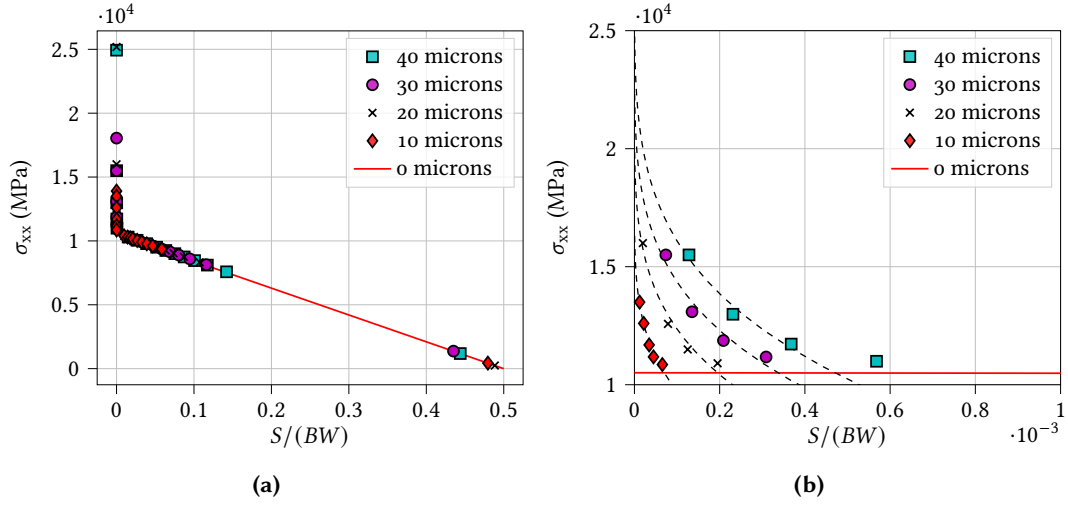 ·10⁴
2.5
2
1.5
1
0.5
0
0
0.1
0.2
0.3
0.4
0.5
σxx (MPa)
S/(BW)
40 microns
30 microns
20 microns
10 microns
0 microns
(a)
·10⁴
2.5
2
1.5
1
0
0.2
0.4
0.6
0.8
1
·10⁻³
σxx (MPa)
S/(BW)
40 microns
30 microns
20 microns
10 microns
0 microns
(b)